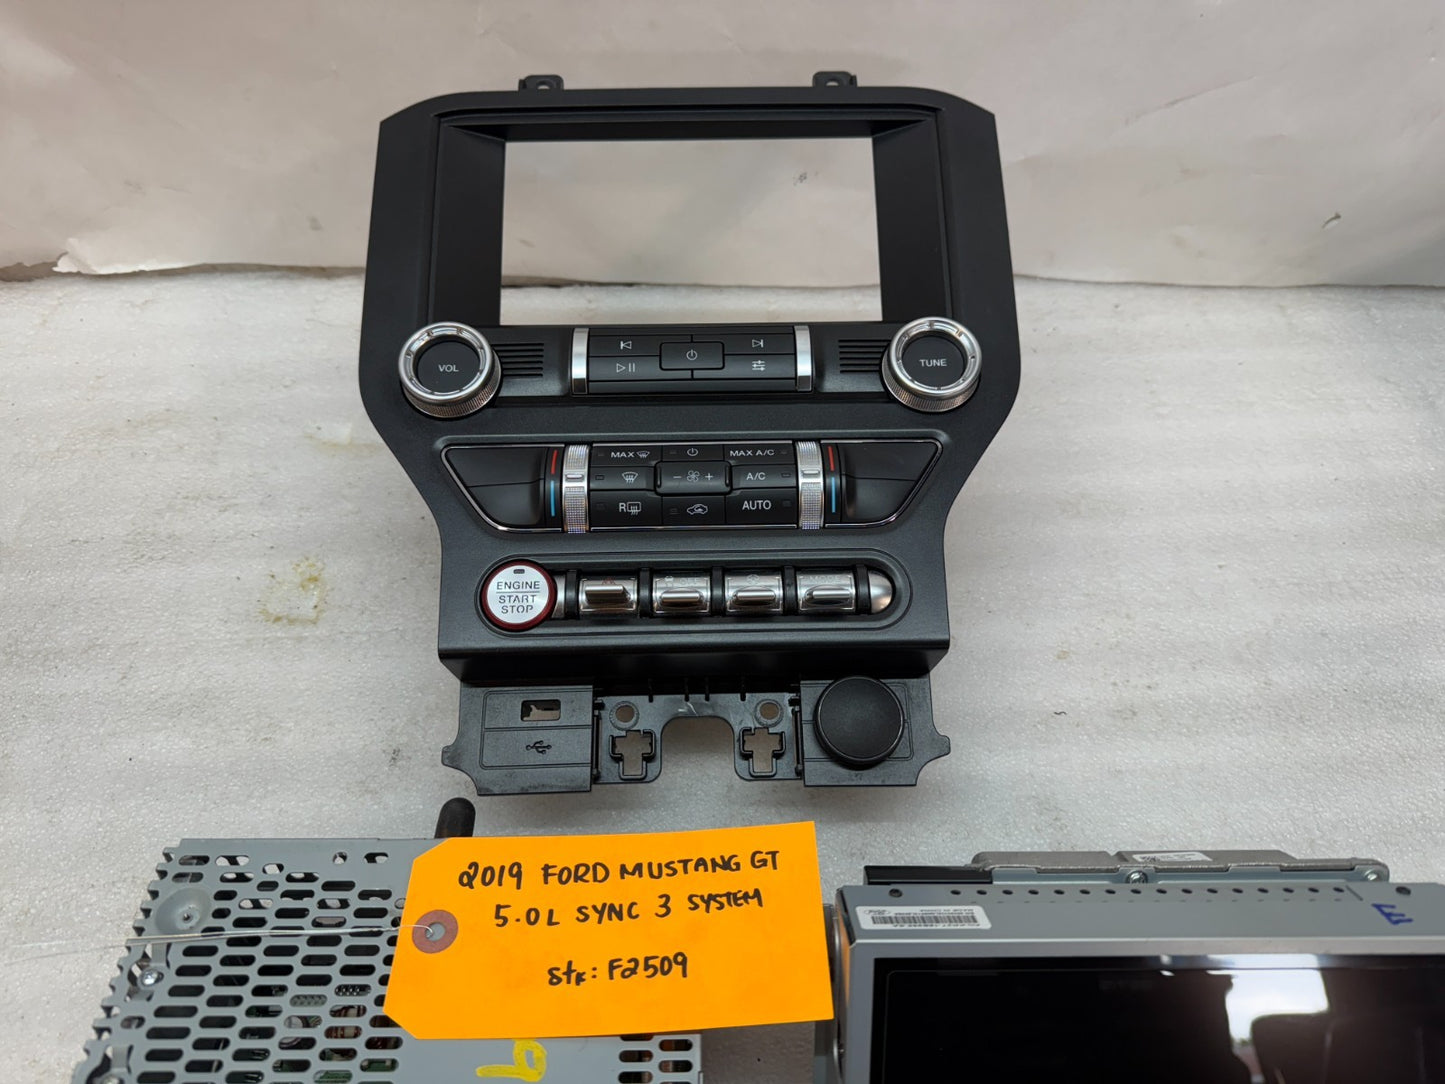 VOL
TUNE
MAX
MAX A/C
A/C
R
AUTO
ENGINE
START
STOP
OFF
2019 FORD MUSTANG GT
5.0L SYNC 3 SYSTEM
Stk: F2509